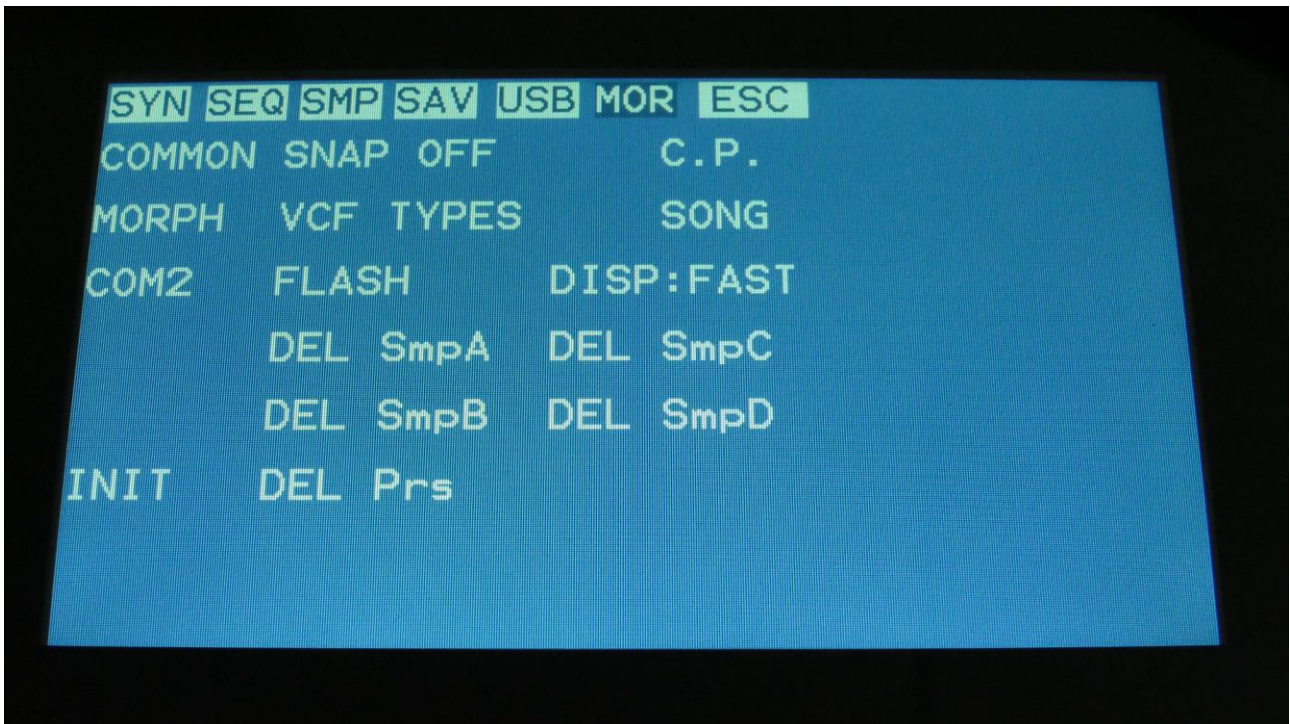 SYN SEQ SMP SAV USB MOR ESC
COMMON SNAP OFF C.P.
MORPH VCF TYPES SONG
COM2 FLASH DISP:FAST
DEL SmpA DEL SmpC
DEL SmpB DEL SmpD
INIT DEL Prs